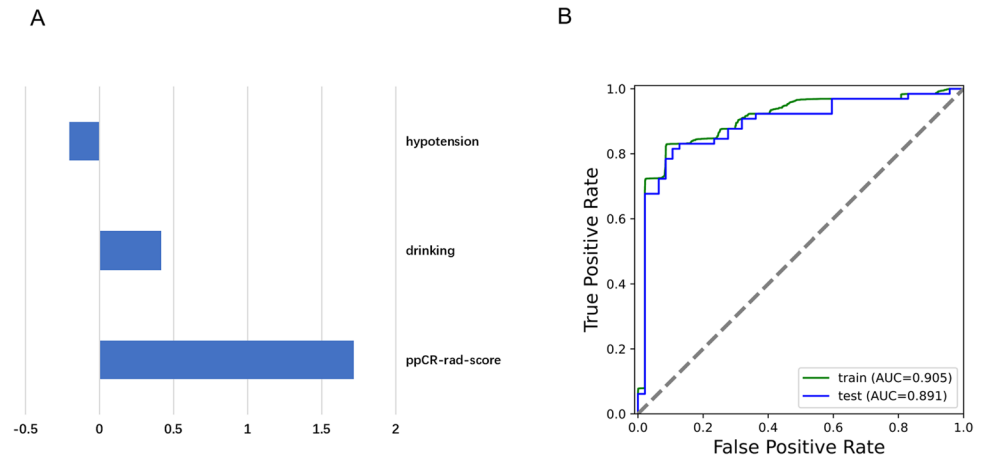 A
hypotension
drinking
ppCR-rad-score
-0.5 0 0.5 1 1.5 2
B
1.0
0.8
0.6
0.4
0.2
0.0
True Positive Rate
train (AUC=0.905)
test (AUC=0.891)
0.0 0.2 0.4 0.6 0.8 1.0
False Positive Rate